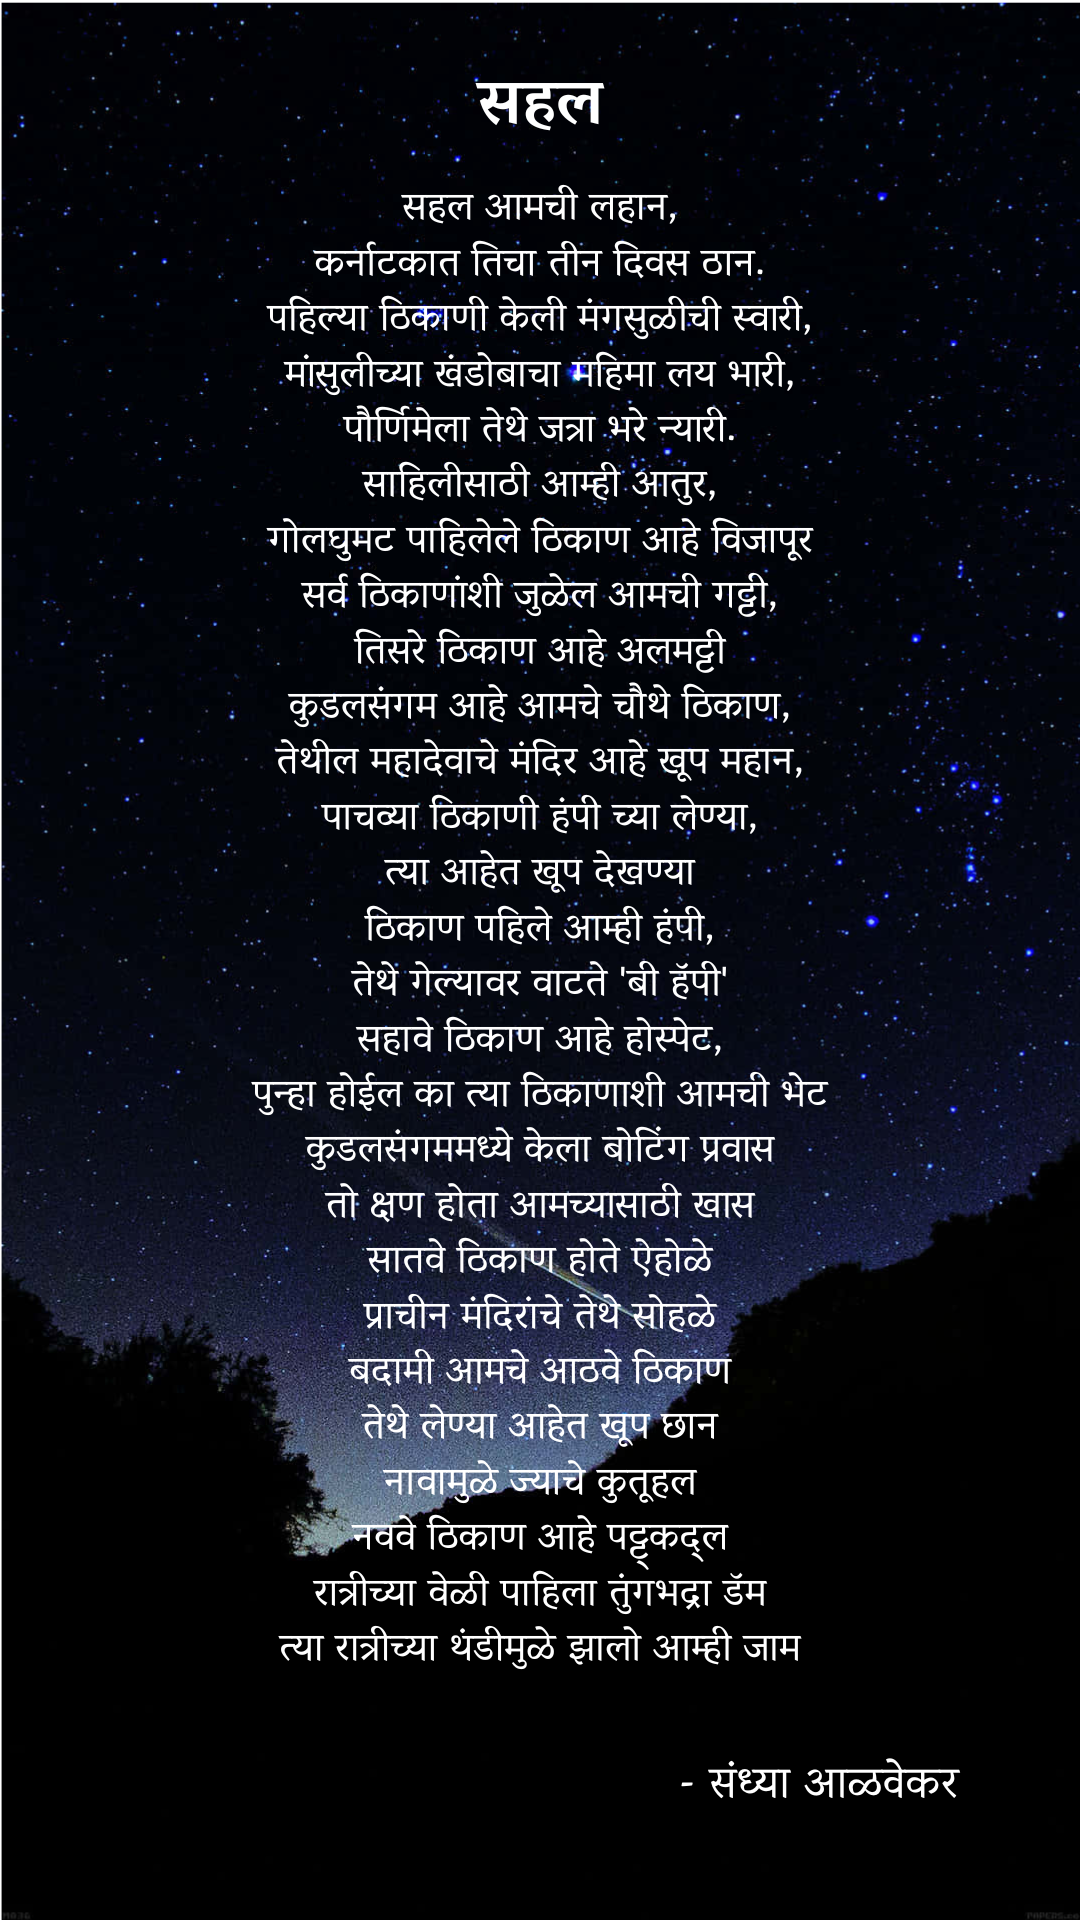 सहल
सहल आमची लहान,
कर्नाटकात तिचा तीन दिवस ठान.
पहिल्या ठिकाणी केली मंगसुळीची स्वारी,
मांसुलीच्या खंडोबाचा महिमा लय भारी,
पौर्णिमेला तेथे जत्रा भरे न्यारी.
साहिलीसाठी आम्ही आतुर,
गोलघुमट पाहिलेले ठिकाण आहे विजापूर
सर्व ठिकाणांशी जुळेल आमची गट्टी,
तिसरे ठिकाण आहे अलमट्टी
कुडलसंगम आहे आमचे चौथे ठिकाण,
तेथील महादेवाचे मंदिर आहे खूप महान,
पाचव्या ठिकाणी हंपी च्या लेण्या,
त्या आहेत खूप देखण्या
ठिकाण पहिले आम्ही हंपी,
तेथे गेल्यावर वाटते 'बी हॅपी'
सहावे ठिकाण आहे होस्पेट,
पुन्हा होईल का त्या ठिकाणाशी आमची भेट
कुडलसंगममध्ये केला बोटिंग प्रवास
तो क्षण होता आमच्यासाठी खास
सातवे ठिकाण होते ऐहोळे
प्राचीन मंदिरांचे तेथे सोहळे
बदामी आमचे आठवे ठिकाण
तेथे लेण्या आहेत खूप छान
नावामुळे ज्याचे कुतूहल
नववे ठिकाण आहे पट्ट्कद्ल
रात्रीच्या वेळी पाहिला तुंगभद्रा डॅम
त्या रात्रीच्या थंडीमुळे झालो आम्ही जाम
- संध्या आळवेकर